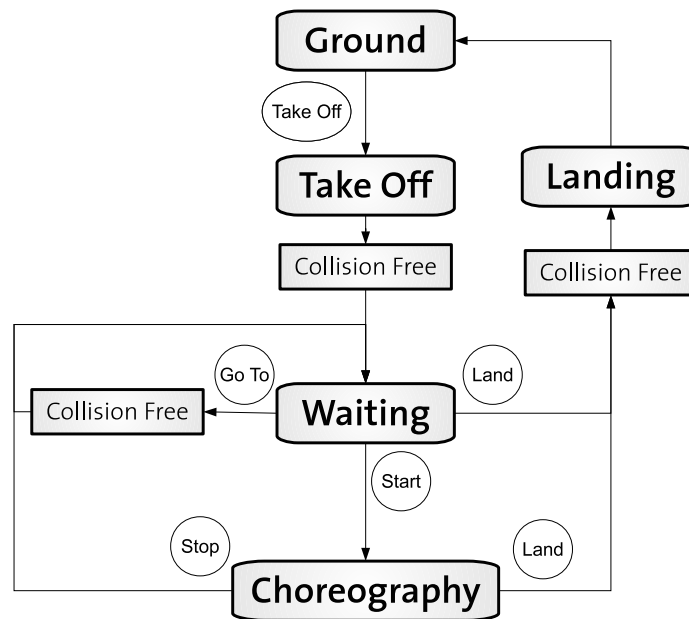 Ground
Take Off
Take Off
Landing
Collision Free
Collision Free
Go To
Land
Collision Free
Waiting
Start
Stop
Land
Choreography